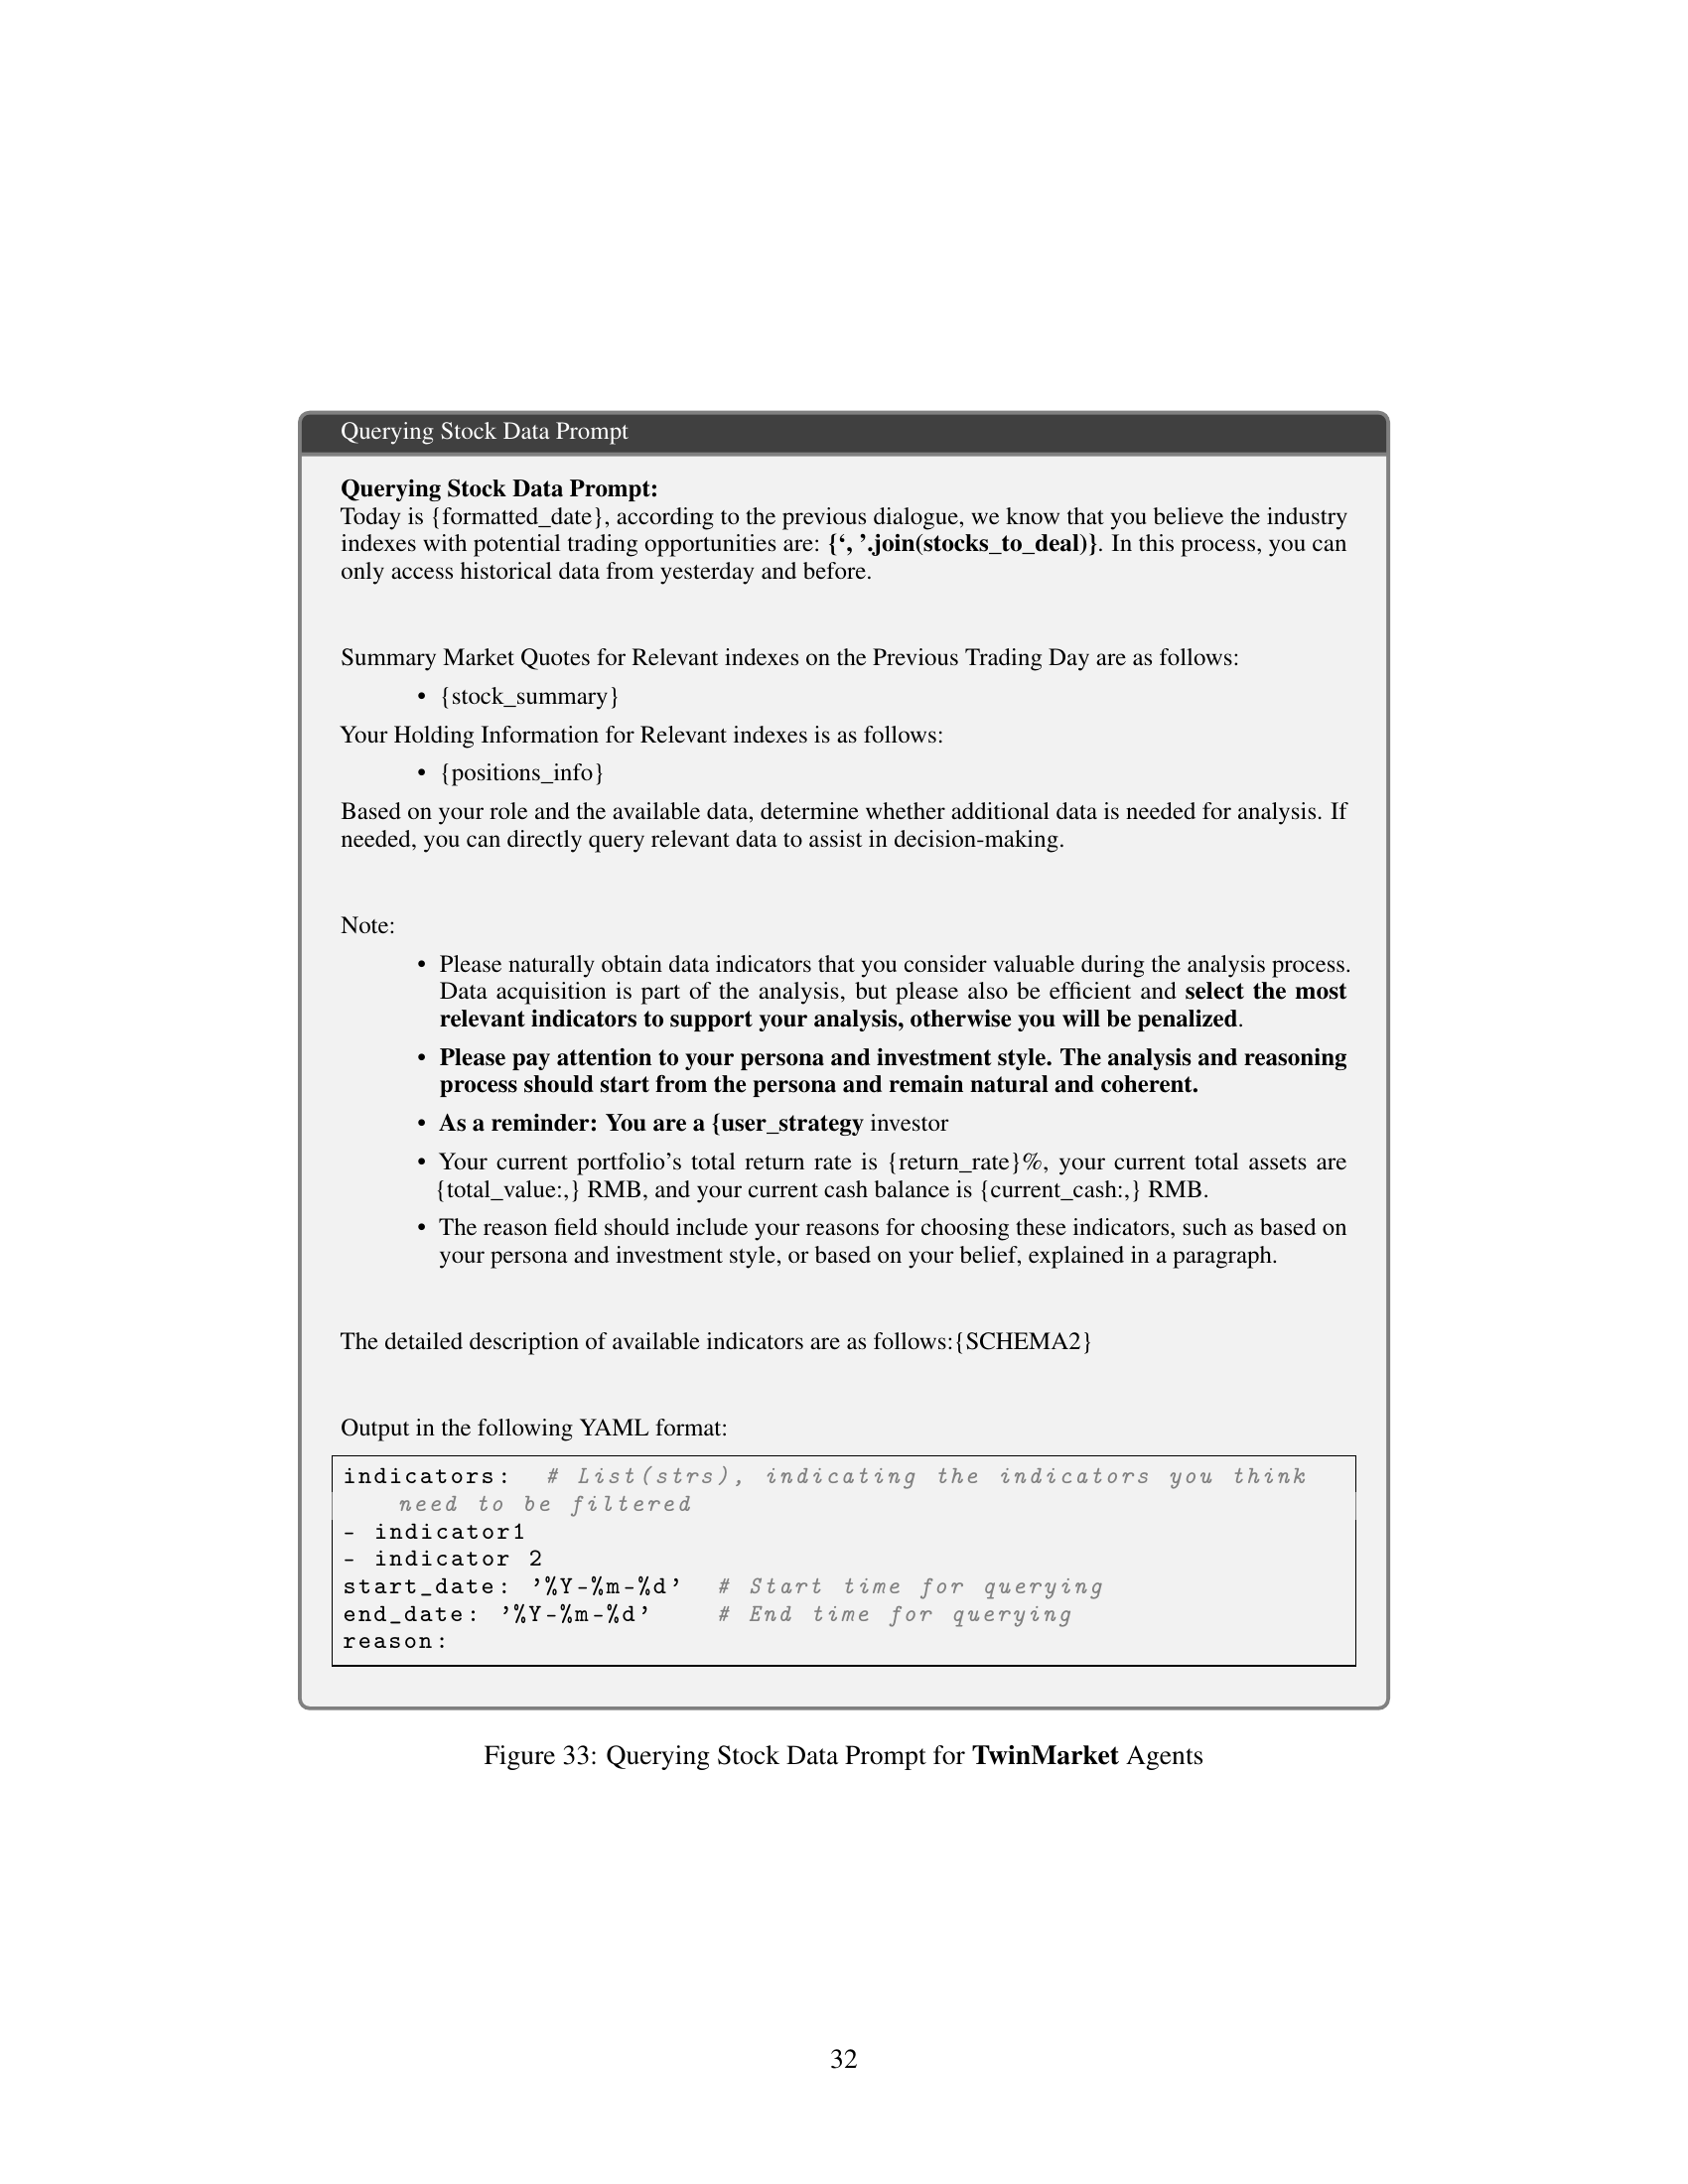 Querying Stock Data Prompt
Querying Stock Data Prompt:
Today is {formatted_date}, according to the previous dialogue, we know that you believe the industry
indexes with potential trading opportunities are: {‘, ’.join(stocks_to_deal)}. In this process, you can
only access historical data from yesterday and before.
Summary Market Quotes for Relevant indexes on the Previous Trading Day are as follows:
• {stock_summary}
Your Holding Information for Relevant indexes is as follows:
• {positions_info}
Based on your role and the available data, determine whether additional data is needed for analysis. If
needed, you can directly query relevant data to assist in decision-making.
Note:
• Please naturally obtain data indicators that you consider valuable during the analysis process.
Data acquisition is part of the analysis, but please also be efficient and select the most
relevant indicators to support your analysis, otherwise you will be penalized.
• Please pay attention to your persona and investment style. The analysis and reasoning
process should start from the persona and remain natural and coherent.
• As a reminder: You are a {user_strategy investor
• Your current portfolio’s total return rate is {return_rate}%, your current total assets are
{total_value:,} RMB, and your current cash balance is {current_cash:,} RMB.
• The reason field should include your reasons for choosing these indicators, such as based on
your persona and investment style, or based on your belief, explained in a paragraph.
The detailed description of available indicators are as follows:{SCHEMA2}
Output in the following YAML format:
indicators:  # List(strs), indicating the indicators you think
need to be filtered
- indicator1
- indicator 2
start_date: ’%Y-%m-%d’  # Start time for querying
end_date: ’%Y-%m-%d’    # End time for querying
reason:
Figure 33: Querying Stock Data Prompt for TwinMarket Agents
32